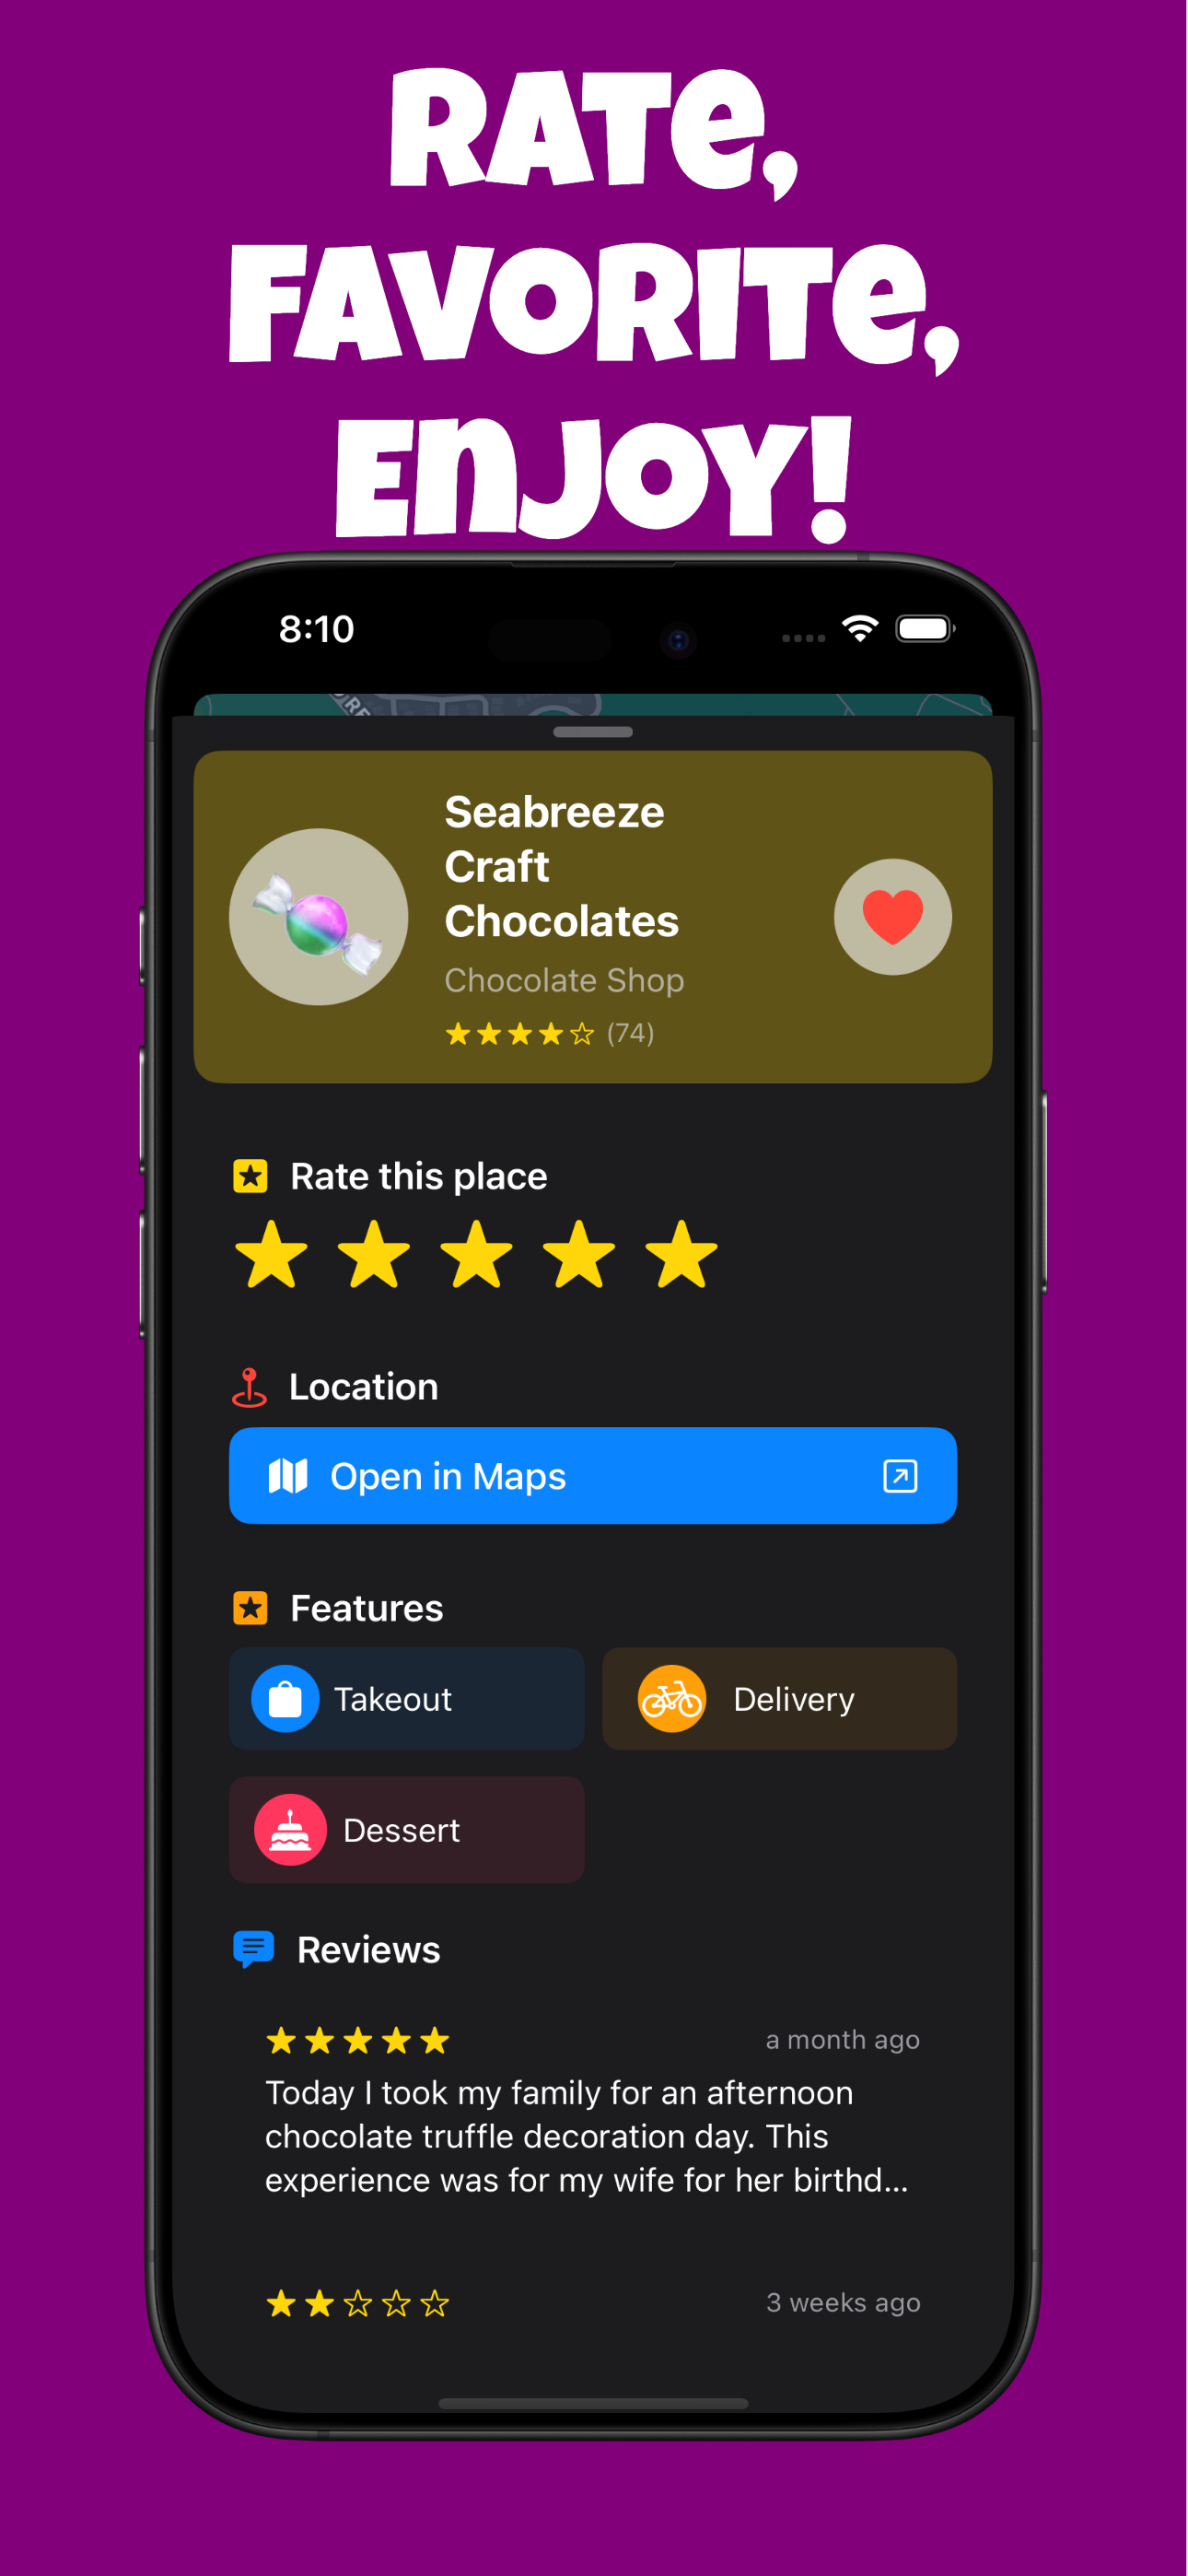 RATe,
FAVORITe,
ENJOY!
8:10
Seabreeze
Craft
Chocolates
Chocolate Shop
(74)
Rate this place
Location
Open in Maps
Features
Takeout
Delivery
Dessert
Reviews
a month ago
Today I took my family for an afternoon
chocolate truffle decoration day. This
experience was for my wife for her birthd...
3 weeks ago